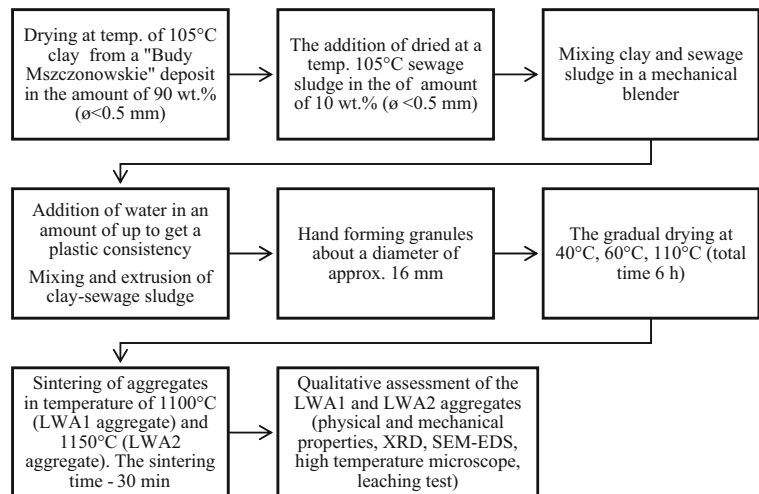 Drying at temp. of 105°C
clay from a "Budy
Mszczonowskie" deposit
in the amount of 90 wt.%
(ø<0.5 mm)
The addition of dried at a
temp. 105°C sewage
sludge in the of amount
of 10 wt.% (ø <0.5 mm)
Mixing clay and sewage
sludge in a mechanical
blender
Addition of water in an
amount of up to get a
plastic consistency
Mixing and extrusion of
clay-sewage sludge
Hand forming granules
about a diameter of
approx. 16 mm
The gradual drying at
40°C, 60°C, 110°C (total
time 6 h)
Sintering of aggregates
in temperature of 1100°C
(LWA1 aggregate) and
1150°C (LWA2
aggregate). The sintering
time - 30 min
Qualitative assessment of the
LWA1 and LWA2 aggregates
(physical and mechanical
properties, XRD, SEM-EDS,
high temperature microscope,
leaching test)